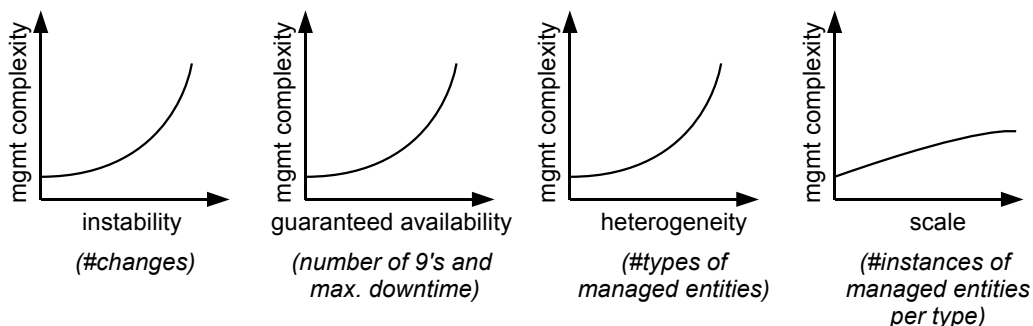 mgmt complexity
instability
(#changes)
mgmt complexity
guaranteed availability
(number of 9's and
max. downtime)
mgmt complexity
heterogeneity
(#types of
managed entities)
mgmt complexity
scale
(#instances of
managed entities
per type)